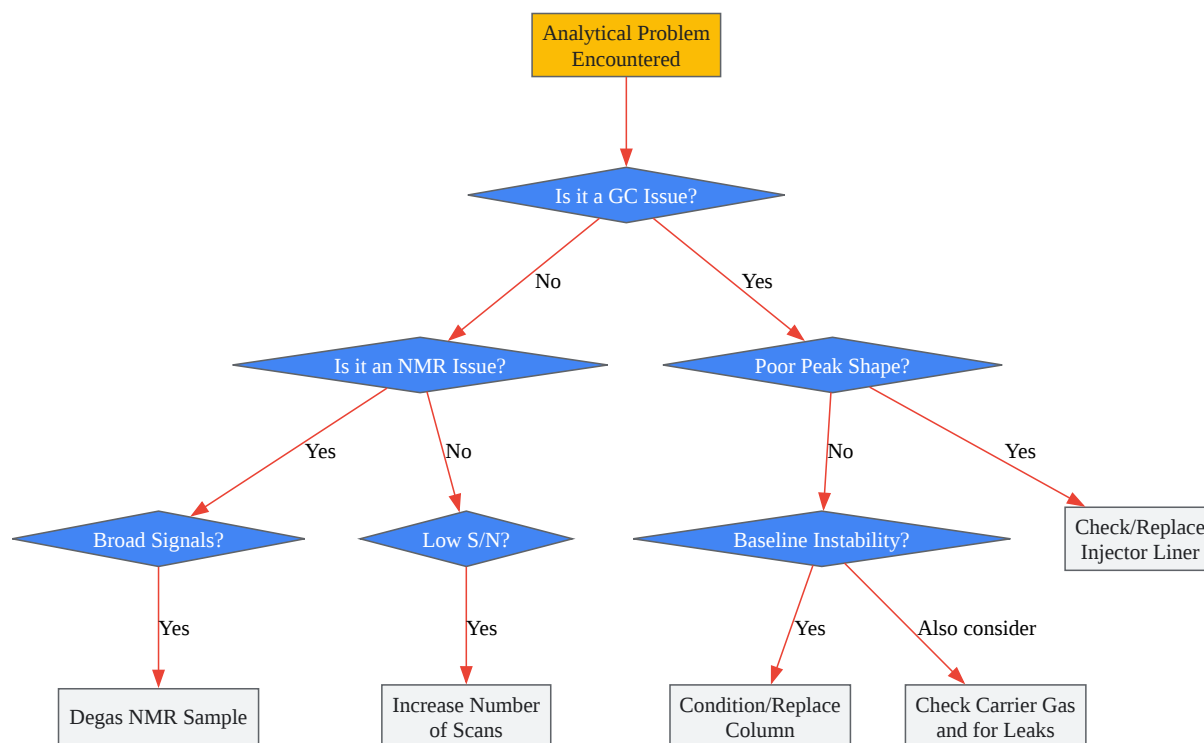 Analytical Problem
Encountered
Is it a GC Issue?
No
Yes
Is it an NMR Issue?
Poor Peak Shape?
Yes
No
No
Yes
Broad Signals?
Low S/N?
Baseline Instability?
Check/Replace
Injector Liner
Yes
Yes
Yes
Also consider
Degas NMR Sample
Increase Number
of Scans
Condition/Replace
Column
Check Carrier Gas
and for Leaks